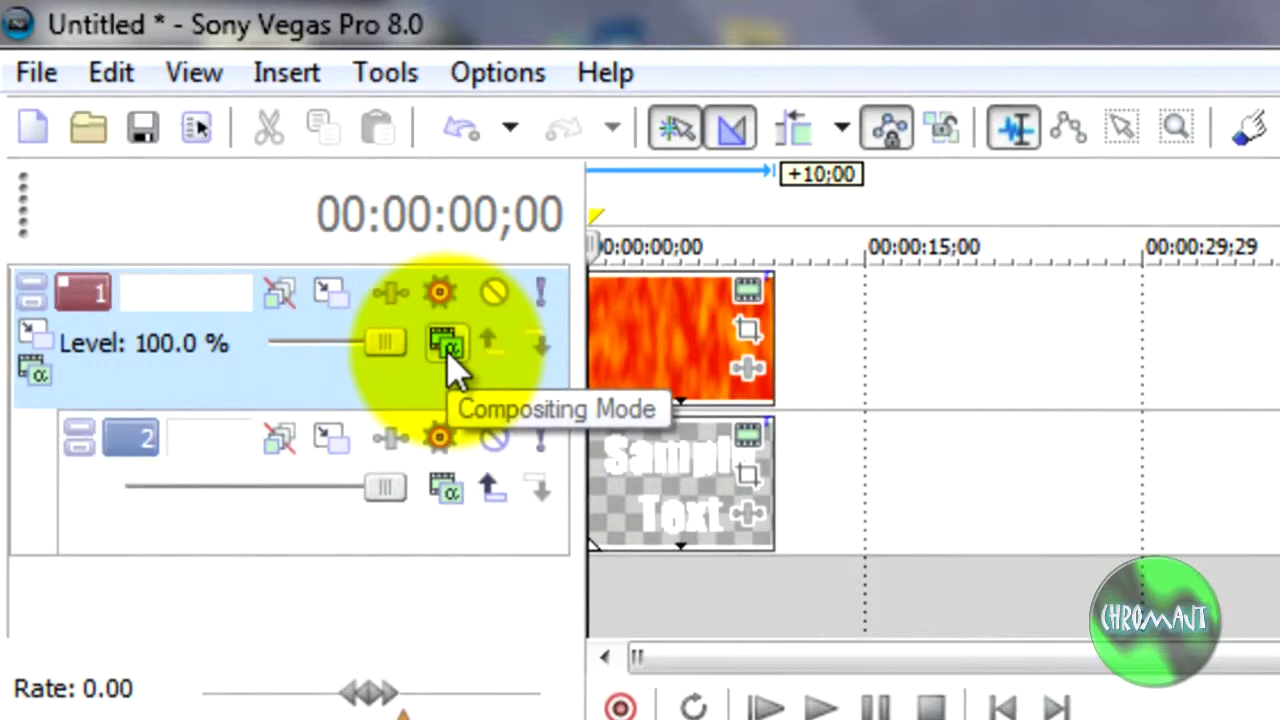 Untitled * - Sony Vegas Pro 8.0
File Edit View Insert Tools Options Help
+10;00
00:00:00;00
00:00:00;00 00:00:15;00 00:00:29;29
1
Level: 100.0 %
α
α
Compositing Mode
2
Sample
Text
α
CHROMAUT
Rate: 0.00